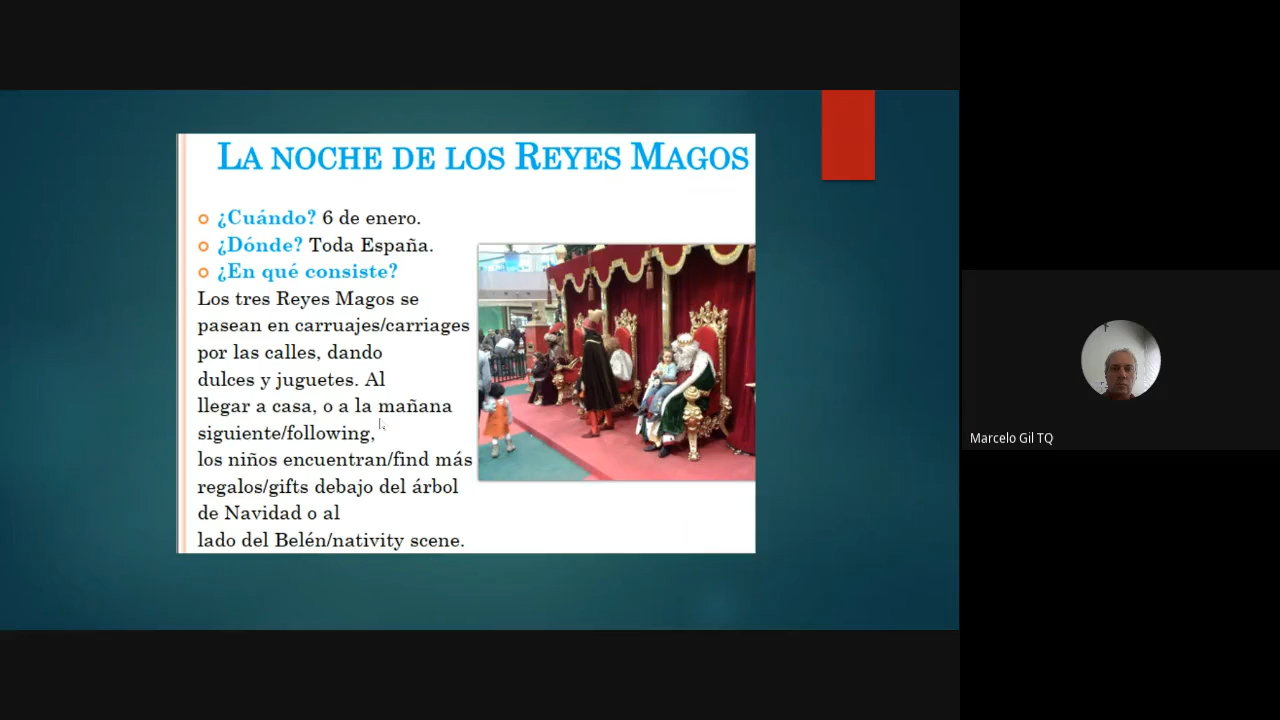 LA NOCHE DE LOS REYES MAGOS
¿Cuándo? 6 de enero.
¿Dónde? Toda España.
¿En qué consiste?
Los tres Reyes Magos se
pasean en carruajes/carriages
por las calles, dando
dulces y juguetes. Al
llegar a casa, o a la mañana
siguiente/following,
los niños encuentran/find más
regalos/gifts debajo del árbol
de Navidad o al
lado del Belén/nativity scene.
Marcelo Gil TQ